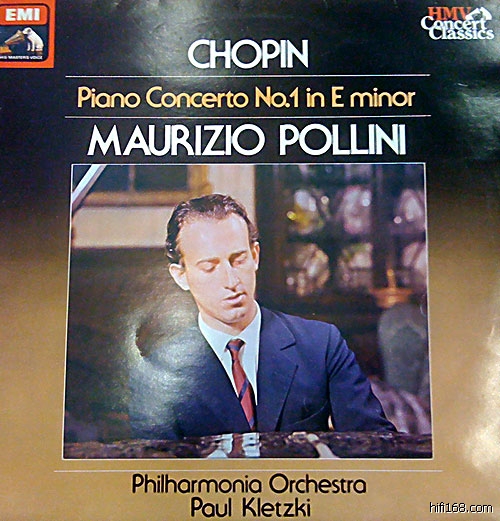 EMI
HIS MASTER'S VOICE
HMV
Concert
Classics
CHOPIN
Piano Concerto No.1 in E minor
MAURIZIO POLLINI
Philharmonia Orchestra
Paul Kletzki
hifi168.com